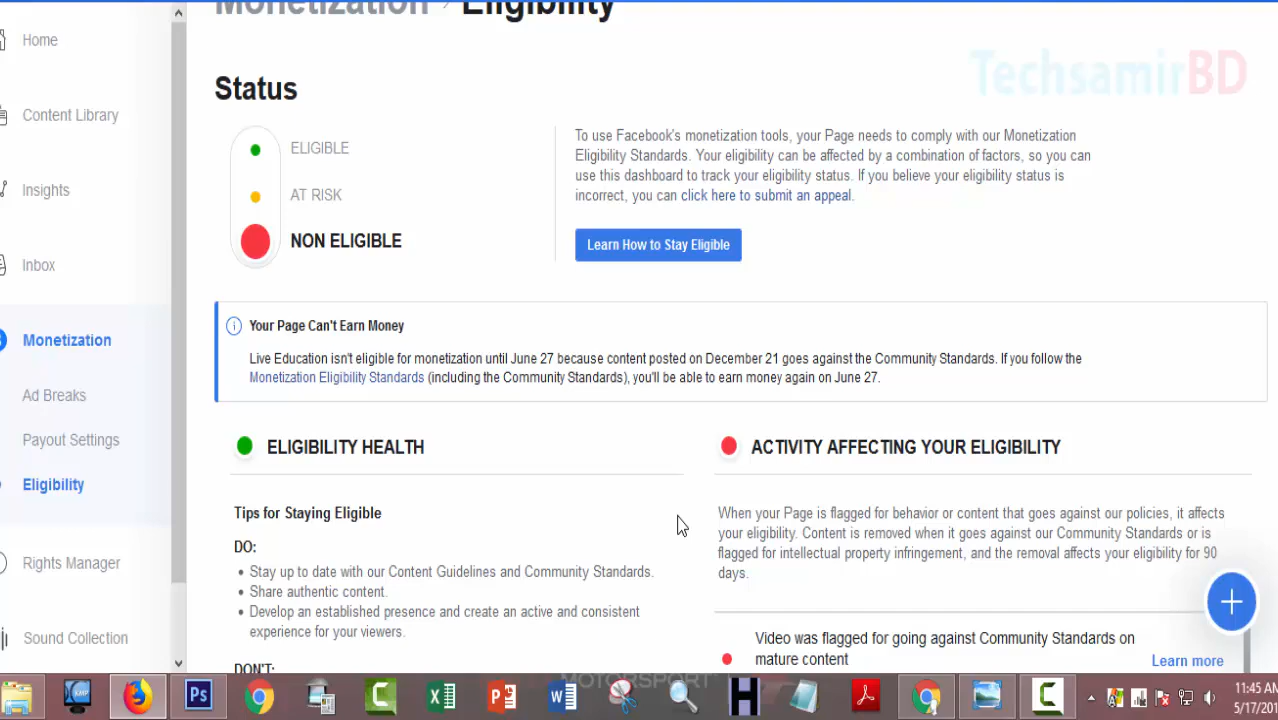 Monetization > Eligibility
Home
Content Library
Insights
Inbox
Monetization
Ad Breaks
Payout Settings
Eligibility
Rights Manager
Sound Collection
TechsamirBD
Status
ELIGIBLE
AT RISK
NON ELIGIBLE
To use Facebook's monetization tools, your Page needs to comply with our Monetization
Eligibility Standards. Your eligibility can be affected by a combination of factors, so you can
use this dashboard to track your eligibility status. If you believe your eligibility status is
incorrect, you can click here to submit an appeal.
Learn How to Stay Eligible
Your Page Can't Earn Money
Live Education isn't eligible for monetization until June 27 because content posted on December 21 goes against the Community Standards. If you follow the
Monetization Eligibility Standards (including the Community Standards), you'll be able to earn money again on June 27.
ELIGIBILITY HEALTH
Tips for Staying Eligible
DO:
• Stay up to date with our Content Guidelines and Community Standards.
• Share authentic content.
• Develop an established presence and create an active and consistent
experience for your viewers.
DON'T:
ACTIVITY AFFECTING YOUR ELIGIBILITY
When your Page is flagged for behavior or content that goes against our policies, it affects
your eligibility. Content is removed when it goes against our Community Standards or is
flagged for intellectual property infringement, and the removal affects your eligibility for 90
days.
Video was flagged for going against Community Standards on
mature content
Learn more
MOTORSPORT
11:45 AM
5/17/201